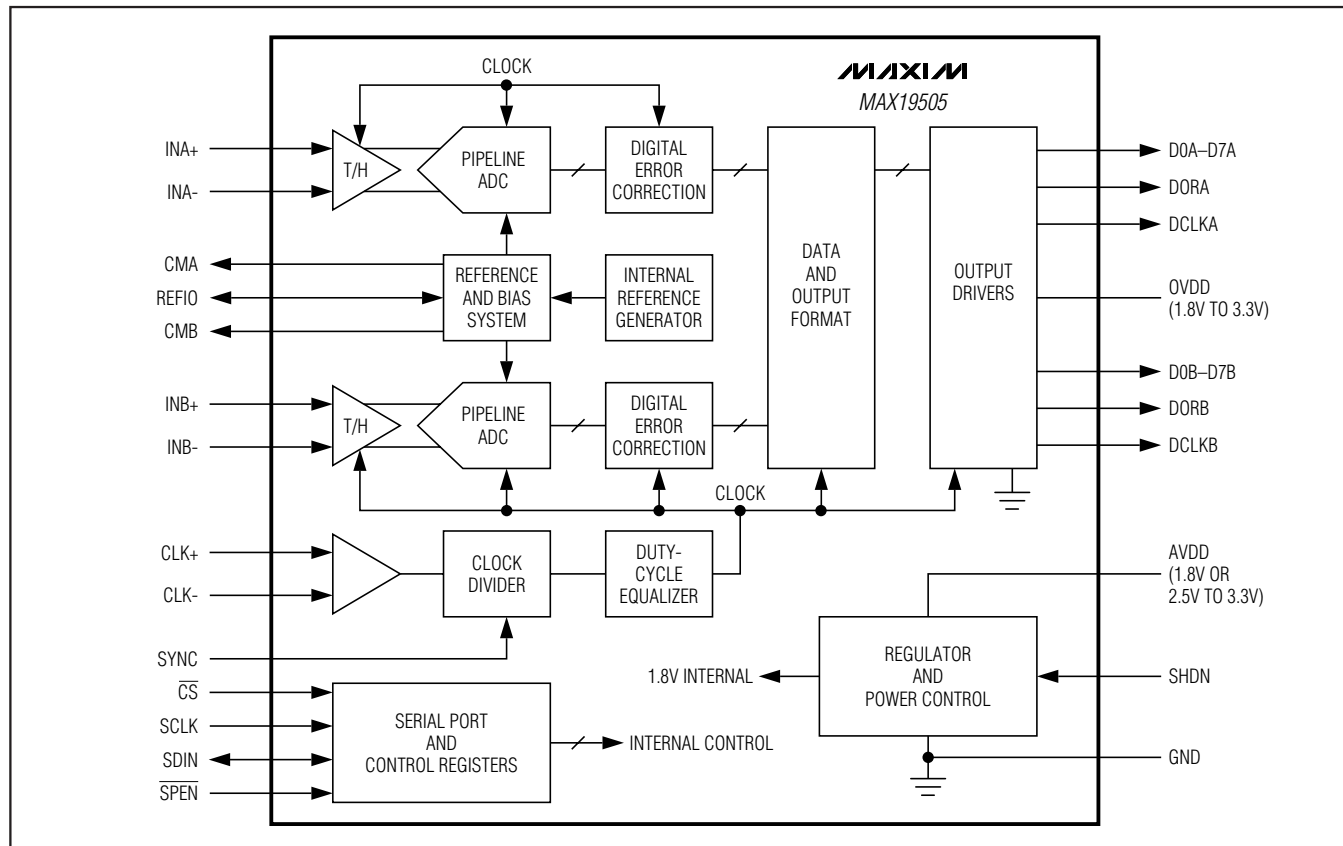 CLOCK
MAXIM
MAX19505
INA+
INA-
T/H
PIPELINE
ADC
DIGITAL
ERROR
CORRECTION
DATA
AND
OUTPUT
FORMAT
OUTPUT
DRIVERS
D0A–D7A
DORA
DCLKA
CMA
REFIO
CMB
REFERENCE
AND BIAS
SYSTEM
INTERNAL
REFERENCE
GENERATOR
OVDD
(1.8V TO 3.3V)
INB+
INB-
T/H
PIPELINE
ADC
DIGITAL
ERROR
CORRECTION
D0B–D7B
DORB
DCLKB
CLOCK
CLK+
CLK-
CLOCK
DIVIDER
DUTY-
CYCLE
EQUALIZER
AVDD
(1.8V OR
2.5V TO 3.3V)
SYNC
1.8V INTERNAL
REGULATOR
AND
POWER CONTROL
SHDN
GND
CS
SCLK
SDIN
SPEN
SERIAL PORT
AND
CONTROL REGISTERS
INTERNAL CONTROL